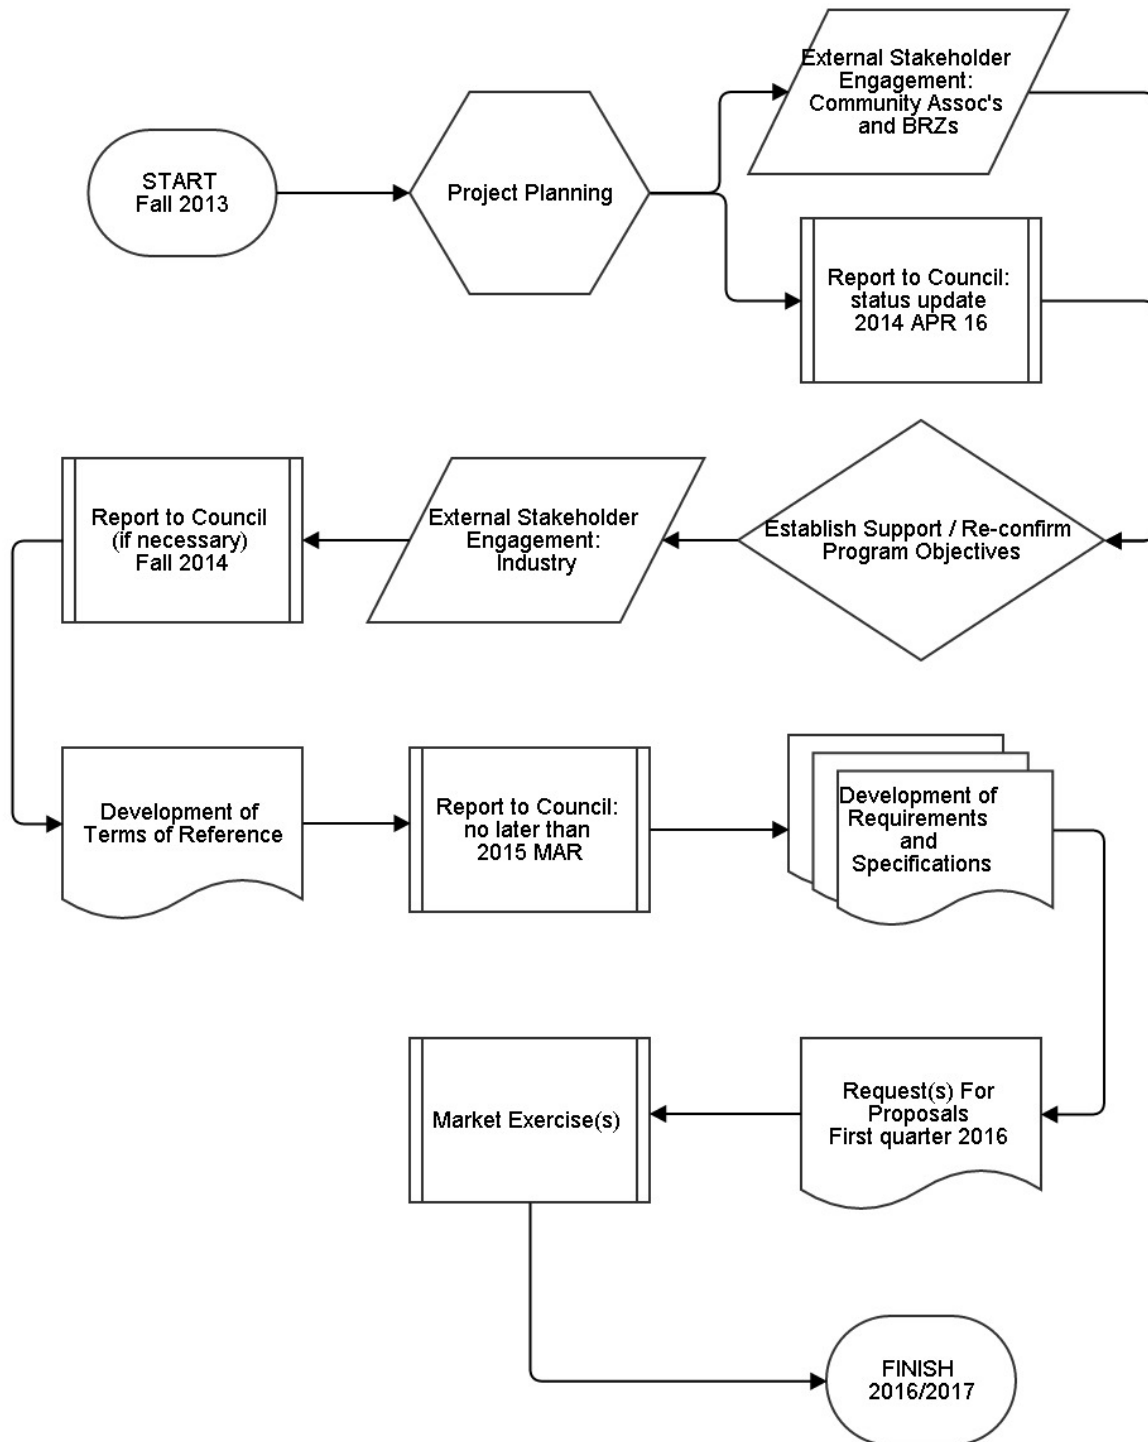 START
Fall 2013
Project Planning
External Stakeholder
Engagement:
Community Assoc's
and BRZs
Report to Council:
status update
2014 APR 16
Establish Support / Re-confirm
Program Objectives
External Stakeholder
Engagement:
Industry
Report to Council
(if necessary)
Fall 2014
Development of
Terms of Reference
Report to Council:
no later than
2015 MAR
Development of
Requirements
and
Specifications
Request(s) For
Proposals
First quarter 2016
Market Exercise(s)
FINISH
2016/2017